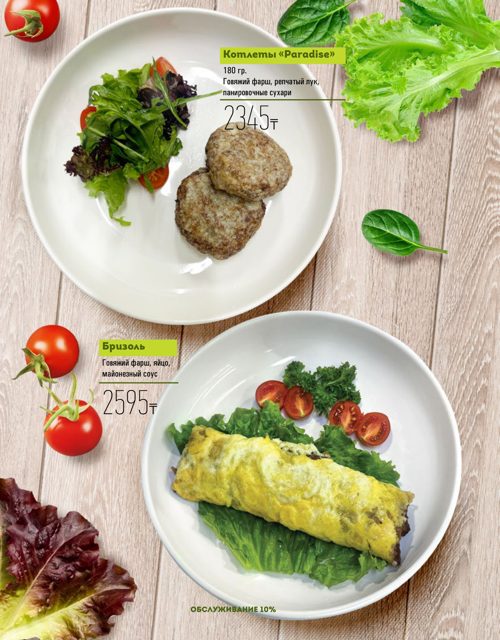 Котлеты «Paradise»
180 гр.
Говяжий фарш, репчатый лук,
панировочные сухари
2345₸
Бризоль
Говяжий фарш, яйцо,
майонезный соус
2595₸
ОБСЛУЖИВАНИЕ 10%